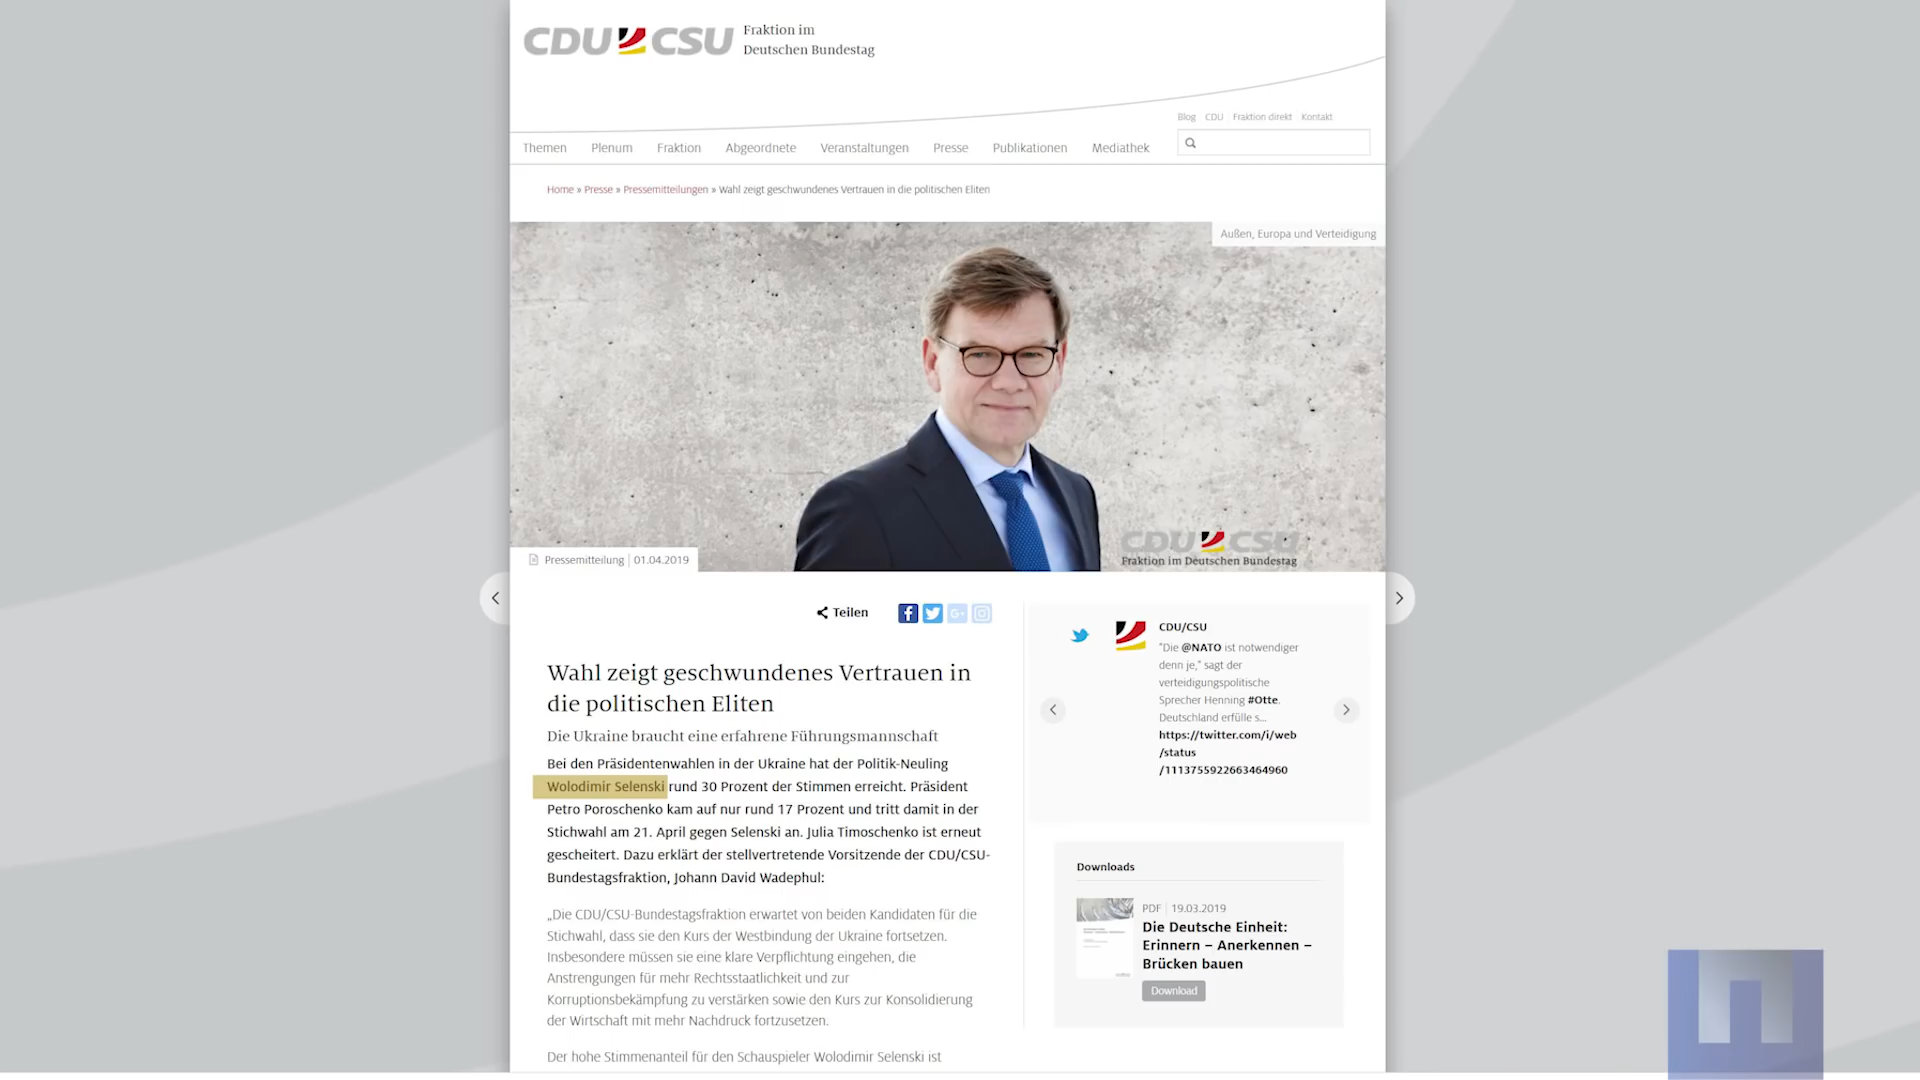 CDU CSU Fraktion im
Deutschen Bundestag
Blog CDU Fraktion direkt Kontakt
Themen Plenum Fraktion Abgeordnete Veranstaltungen Presse Publikationen Mediathek
Home » Presse » Pressemitteilungen » Wahl zeigt geschwundenes Vertrauen in die politischen Eliten
Außen, Europa und Verteidigung
CDU CSU
Fraktion im Deutschen Bundestag
Pressemitteilung | 01.04.2019
Teilen
Wahl zeigt geschwundenes Vertrauen in
die politischen Eliten
Die Ukraine braucht eine erfahrene Führungsmannschaft
Bei den Präsidentenwahlen in der Ukraine hat der Politik-Neuling
Wolodimir Selenski rund 30 Prozent der Stimmen erreicht. Präsident
Petro Poroschenko kam auf nur rund 17 Prozent und tritt damit in der
Stichwahl am 21. April gegen Selenski an. Julia Timoschenko ist erneut
gescheitert. Dazu erklärt der stellvertretende Vorsitzende der CDU/CSU-
Bundestagsfraktion, Johann David Wadephul:
„Die CDU/CSU-Bundestagsfraktion erwartet von beiden Kandidaten für die
Stichwahl, dass sie den Kurs der Westbindung der Ukraine fortsetzen.
Insbesondere müssen sie eine klare Verpflichtung eingehen, die
Anstrengungen für mehr Rechtsstaatlichkeit und zur
Korruptionsbekämpfung zu verstärken sowie den Kurs zur Konsolidierung
der Wirtschaft mit mehr Nachdruck fortzusetzen.
Der hohe Stimmenanteil für den Schauspieler Wolodimir Selenski ist
CDU/CSU
"Die @NATO ist notwendiger
denn je," sagt der
verteidigungspolitische
Sprecher Henning #Otte.
Deutschland erfülle s...
https://twitter.com/i/web
/status
/1113755922663464960
Downloads
PDF | 19.03.2019
Die Deutsche Einheit:
Erinnern – Anerkennen –
Brücken bauen
Download